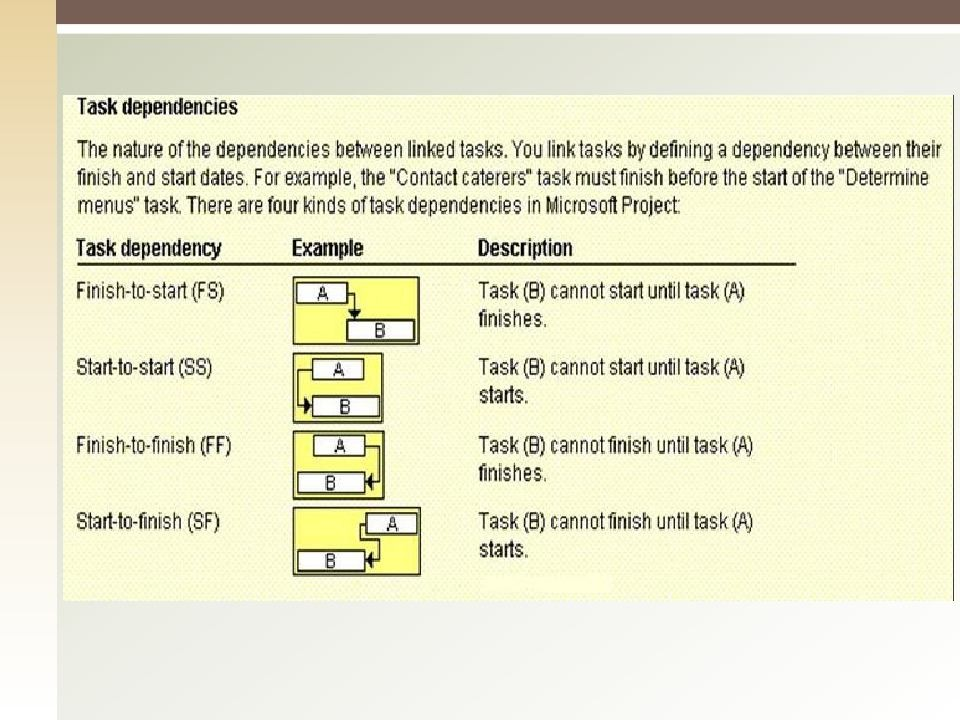 Task dependencies
The nature of the dependencies between linked tasks. You link tasks by defining a dependency between their
finish and start dates. For example, the "Contact caterers" task must finish before the start of the "Determine
menus" task. There are four kinds of task dependencies in Microsoft Project:
Task dependency Example Description
Finish-to-start (FS) A B Task (B) cannot start until task (A)
finishes.
Start-to-start (SS) A B Task (B) cannot start until task (A)
starts.
Finish-to-finish (FF) A B Task (B) cannot finish until task (A)
finishes.
Start-to-finish (SF) A B Task (B) cannot finish until task (A)
starts.